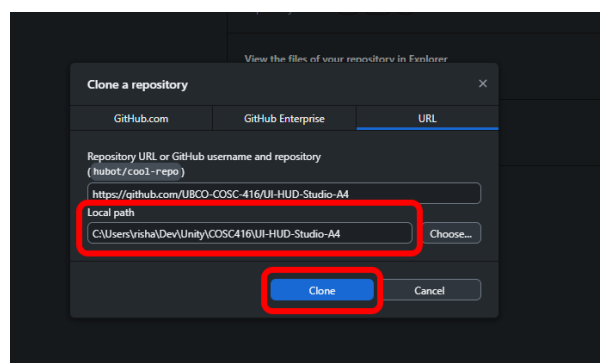 View the files of your repository in Explorer
Clone a repository
GitHub.com
GitHub Enterprise
URL
Repository URL or GitHub username and repository
(hubot/cool-repo)
https://github.com/UBCO-COSC-416/UI-HUD-Studio-A4
Local path
C:\Users\risha\Dev\Unity\COSC416\UI-HUD-Studio-A4
Choose...
Clone
Cancel